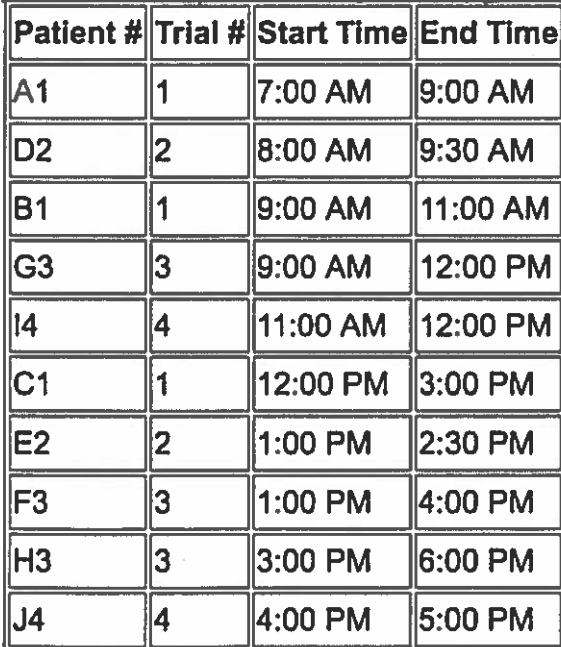 Patient # Trial # Start Time End Time
A1 1 7:00 AM 9:00 AM
D2 2 8:00 AM 9:30 AM
B1 1 9:00 AM 11:00 AM
G3 3 9:00 AM 12:00 PM
I4 4 11:00 AM 12:00 PM
C1 1 12:00 PM 3:00 PM
E2 2 1:00 PM 2:30 PM
F3 3 1:00 PM 4:00 PM
H3 3 3:00 PM 6:00 PM
J4 4 4:00 PM 5:00 PM